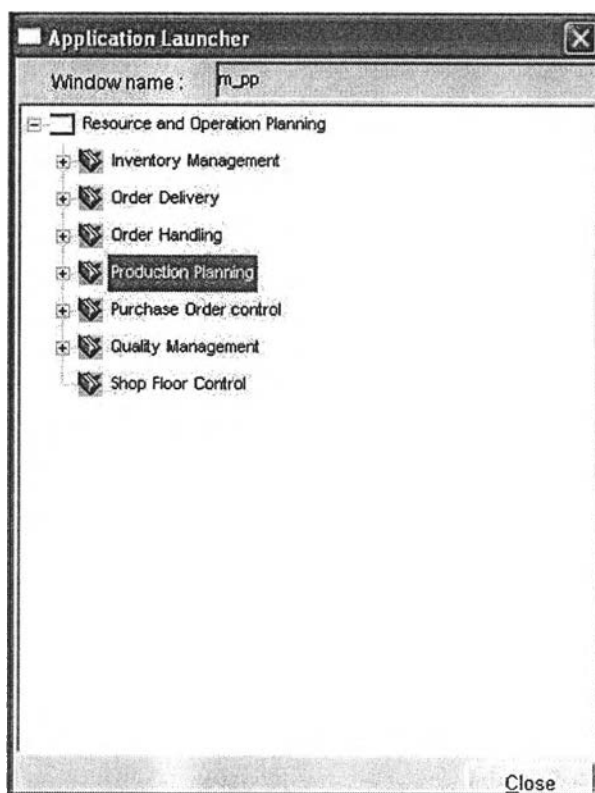 Application Launcher
Window name : m_pp
Resource and Operation Planning
Inventory Management
Order Delivery
Order Handling
Production Planning
Purchase Order control
Quality Management
Shop Floor Control
Close